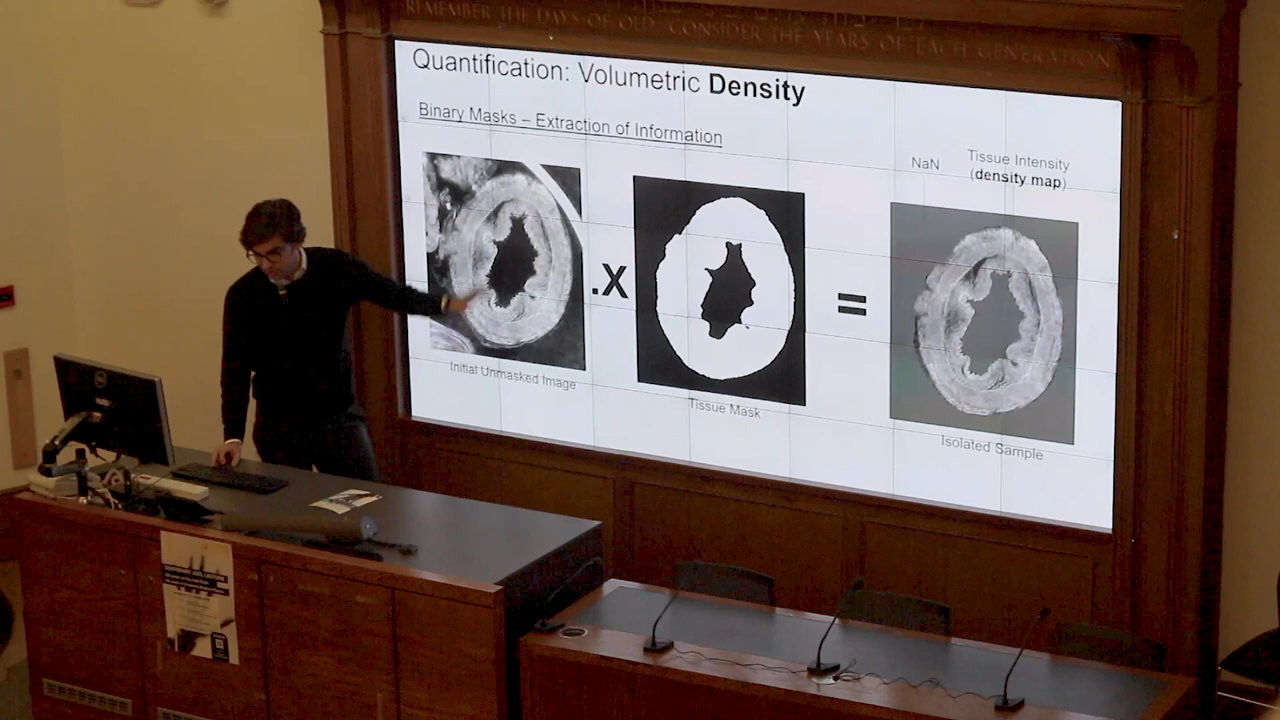 REMEMBER THE DAYS OF OLD CONSIDER THE YEARS OF EACH GENERATION
Quantification: Volumetric Density
Binary Masks – Extraction of Information
NaN
Tissue Intensity
(density map)
.X
=
Initial Unmasked Image
Tissue Mask
Isolated Sample
DELL